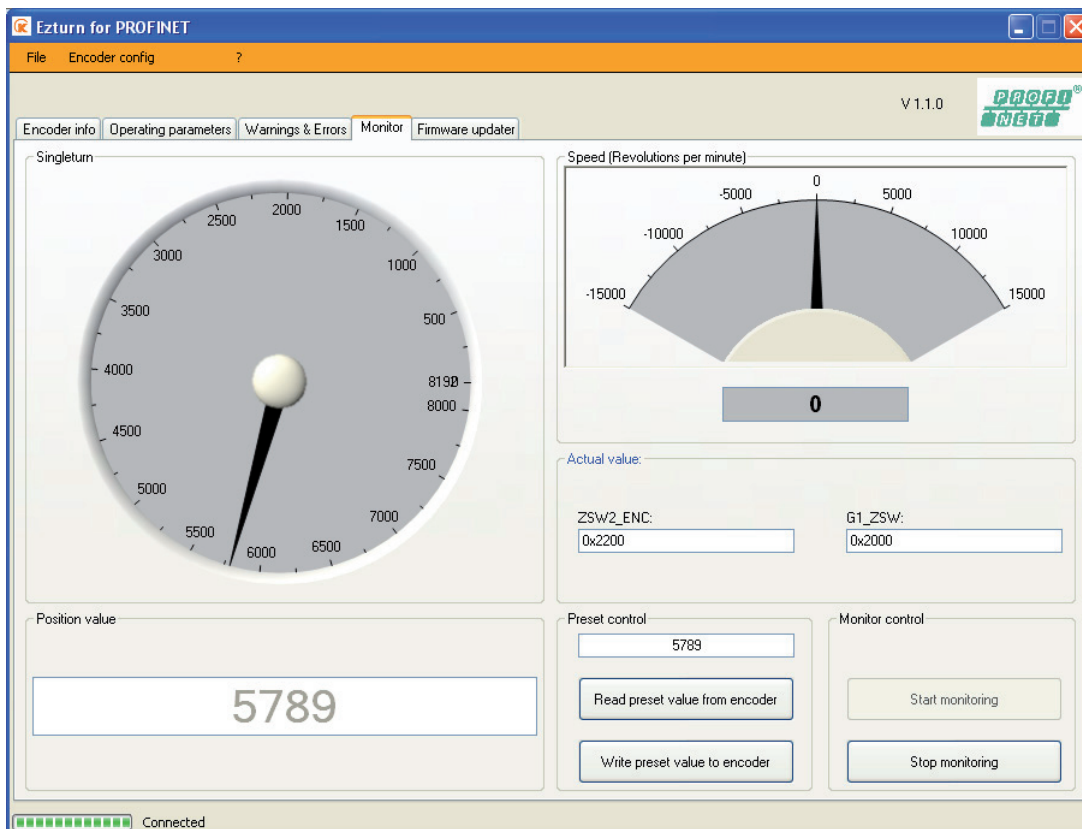 Ezturn for PROFINET
File Encoder config ?
V 1.1.0
PROFI
NET
Encoder info Operating parameters Warnings & Errors Monitor Firmware updater
Singleturn
2000
2500
1500
3000
1000
3500
500
4000
8192
0
8000
4500
7500
5000
7000
5500
6000
6500
Speed (Revolutions per minute)
0
-5000
5000
-10000
10000
-15000
15000
0
Actual value:
ZSW2_ENC: G1_ZSW:
0x2200 0x2000
Position value
5789
Preset control
5789
Read preset value from encoder
Write preset value to encoder
Monitor control
Start monitoring
Stop monitoring
Connected